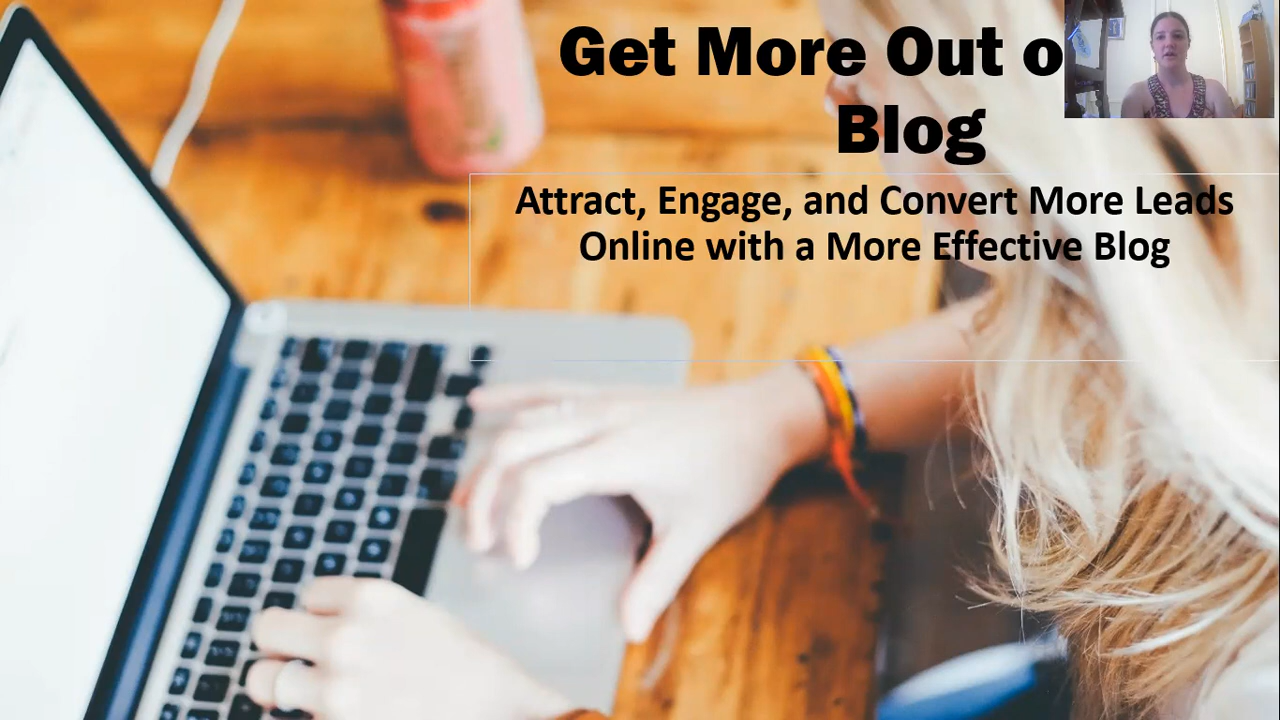 Get More Out o
Blog
Attract, Engage, and Convert More Leads
Online with a More Effective Blog